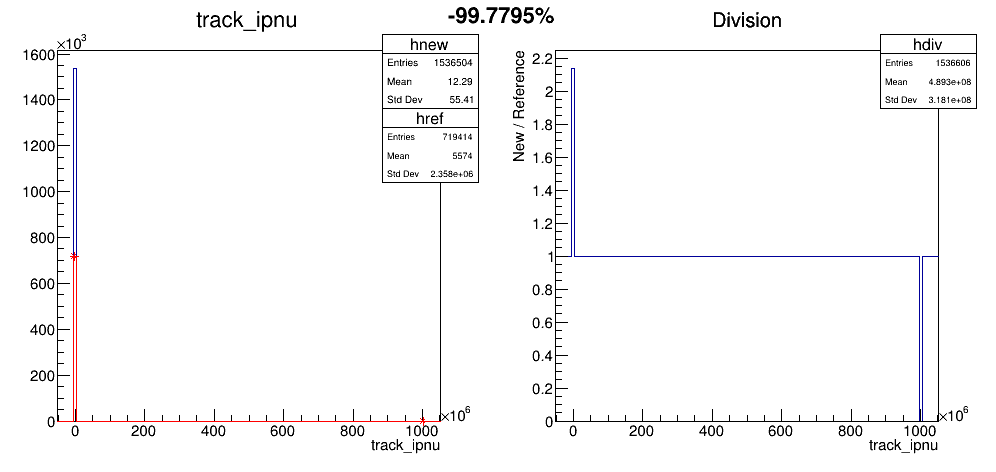 -99.7795%
track_ipnu
×10³
1600
1400
1200
1000
800
600
400
200
0
0 200 400 600 800 1000
×10⁶
track_ipnu
hnew
Entries 1536504
Mean 12.29
Std Dev 55.41
href
Entries 719414
Mean 5574
Std Dev 2.358e+06
Division
New / Reference
2.2
2
1.8
1.6
1.4
1.2
1
0.8
0.6
0.4
0.2
0
0 200 400 600 800 1000
×10⁶
track_ipnu
hdiv
Entries 1536606
Mean 4.893e+08
Std Dev 3.181e+08